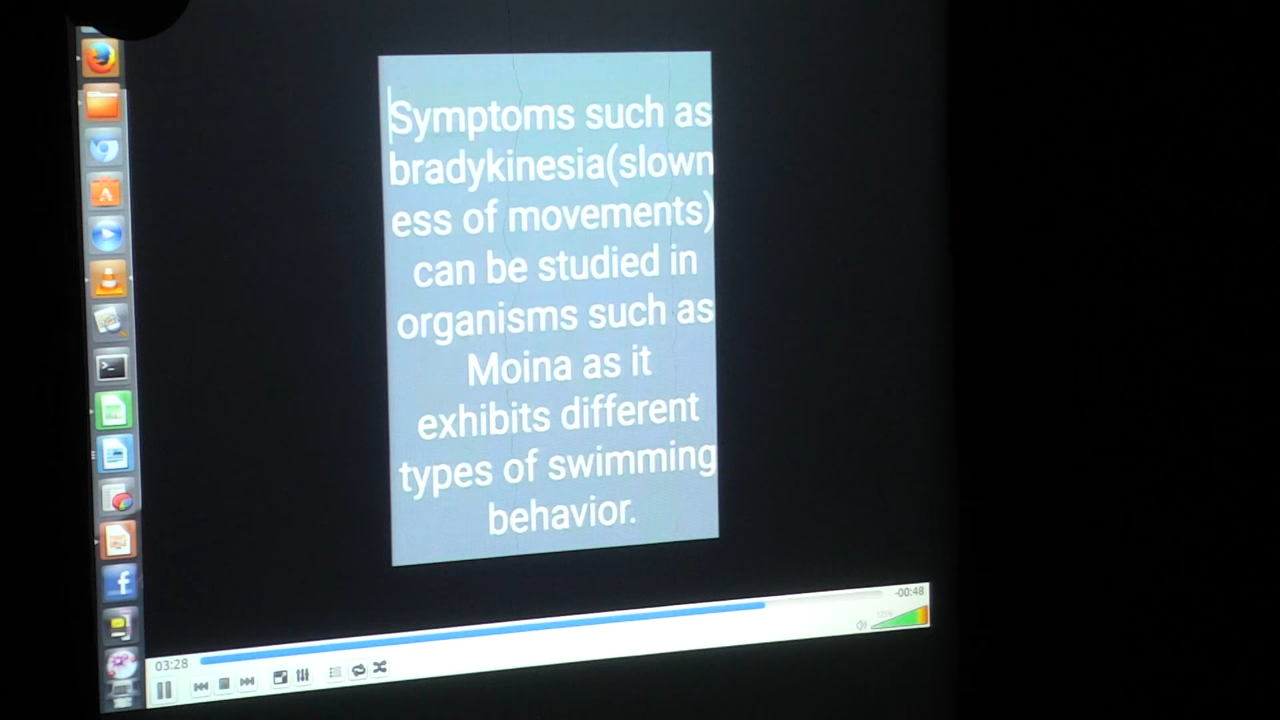 Symptoms such as
bradykinesia(slown
ess of movements)
can be studied in
organisms such as
Moina as it
exhibits different
types of swimming
behavior.
-00:48
125%
03:28